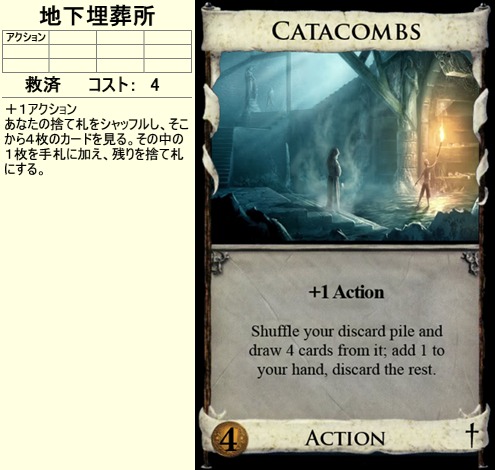 地下埋葬所
アクション
救済　コスト： 4
＋１アクション
あなたの捨て札をシャッフルし、そこ
から４枚のカードを見る。その中の
１枚を手札に加え、残りを捨て札
にする。
CATACOMBS
+1 Action
Shuffle your discard pile and
draw 4 cards from it; add 1 to
your hand, discard the rest.
4
ACTION
†